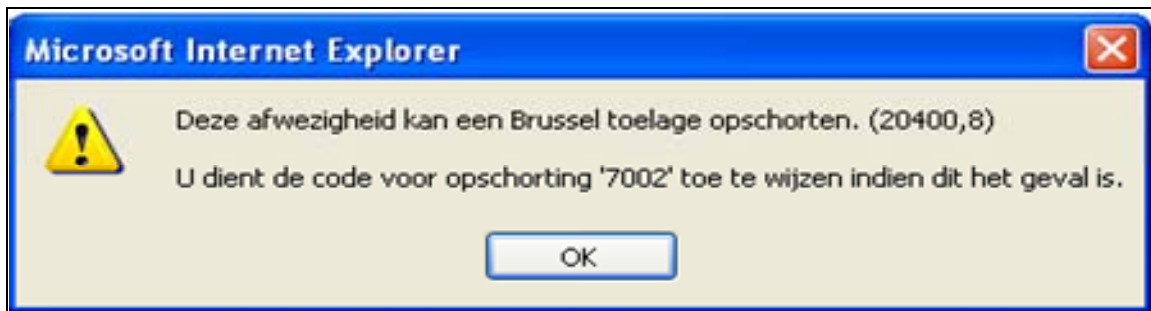 Microsoft Internet Explorer
Deze afwezigheid kan een Brussel toelage opschorten. (20400,8)
U dient de code voor opschorting '7002' toe te wijzen indien dit het geval is.
OK